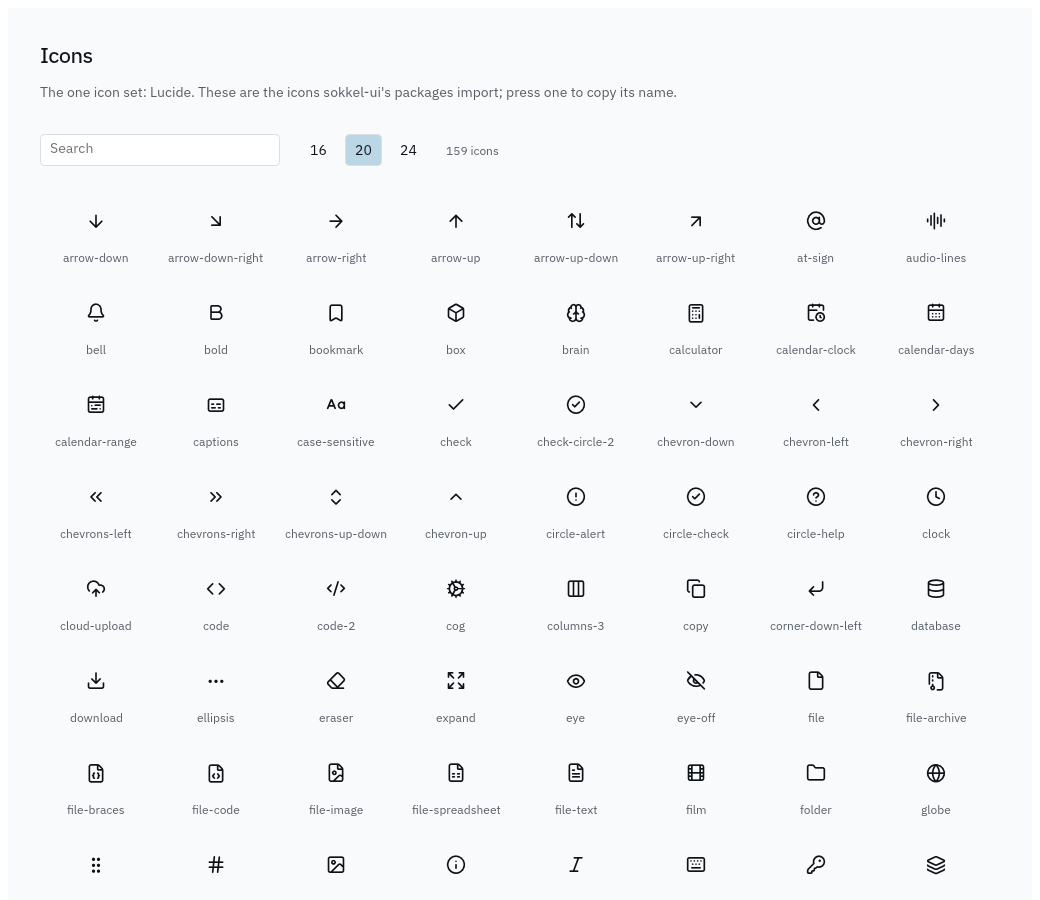 Icons
The one icon set: Lucide. These are the icons sokkel-ui's packages import; press one to copy its name.
Search 16 20 24 159 icons
arrow-down arrow-down-right arrow-right arrow-up arrow-up-down arrow-up-right at-sign audio-lines
bell bold bookmark box brain calculator calendar-clock calendar-days
calendar-range captions case-sensitive check check-circle-2 chevron-down chevron-left chevron-right
chevrons-left chevrons-right chevrons-up-down chevron-up circle-alert circle-check circle-help clock
cloud-upload code code-2 cog columns-3 copy corner-down-left database
download ellipsis eraser expand eye eye-off file file-archive
file-braces file-code file-image file-spreadsheet file-text film folder globe